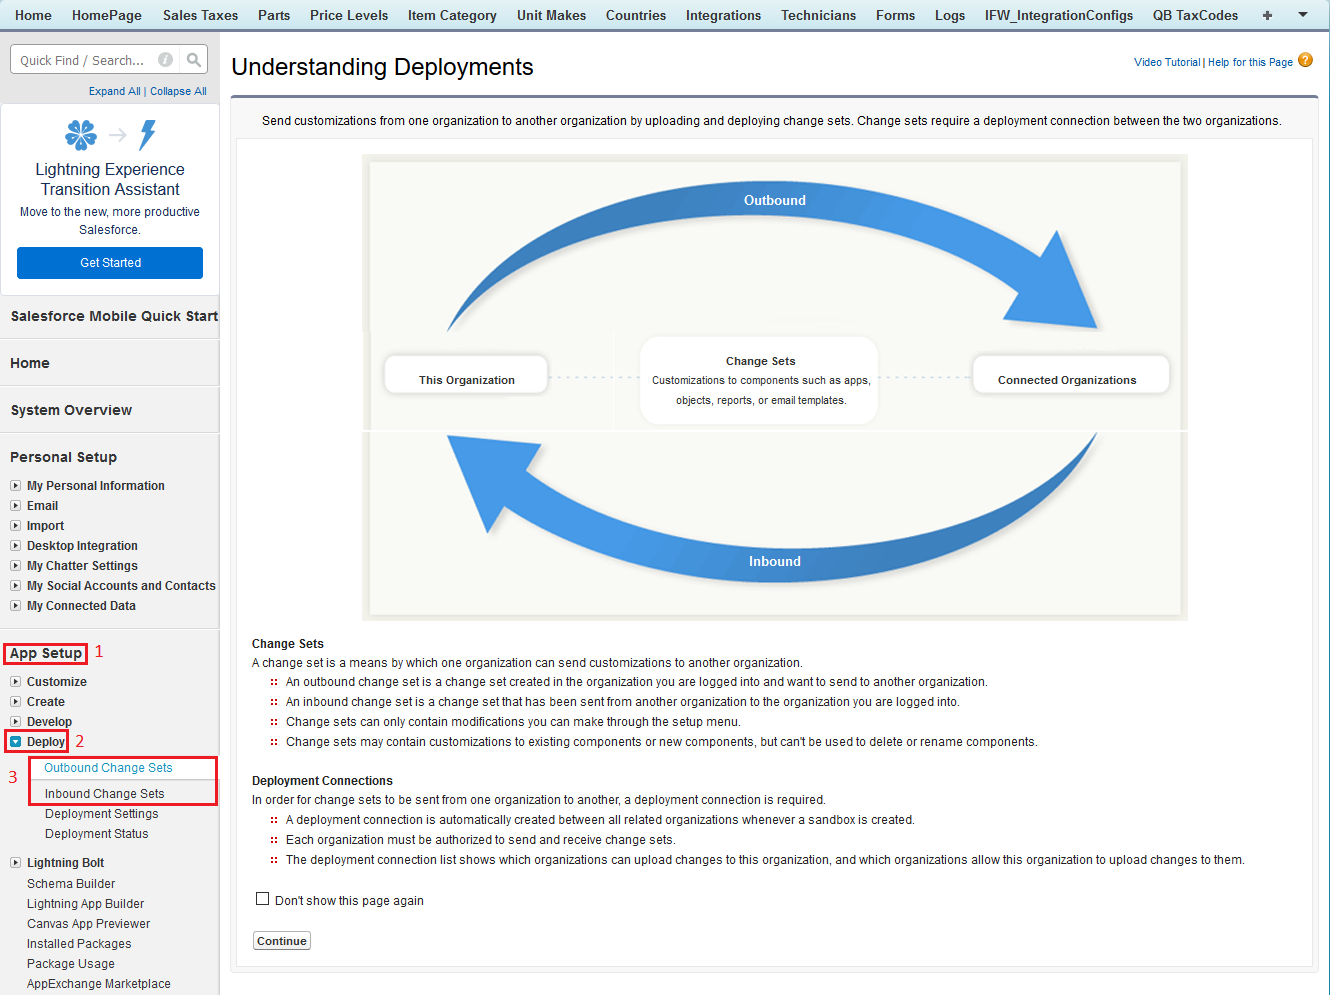 Home HomePage Sales Taxes Parts Price Levels Item Category Unit Makes Countries Integrations Technicians Forms Logs IFW_IntegrationConfigs QB TaxCodes +
Quick Find / Search...
Expand All | Collapse All
Lightning Experience
Transition Assistant
Move to the new, more productive
Salesforce.
Get Started
Salesforce Mobile Quick Start
Home
System Overview
Personal Setup
My Personal Information
Email
Import
Desktop Integration
My Chatter Settings
My Social Accounts and Contacts
My Connected Data
App Setup 1
Customize
Create
Develop
Deploy 2
3
Outbound Change Sets
Inbound Change Sets
Deployment Settings
Deployment Status
Lightning Bolt
Schema Builder
Lightning App Builder
Canvas App Previewer
Installed Packages
Package Usage
AppExchange Marketplace
Understanding Deployments
Video Tutorial | Help for this Page ?
Send customizations from one organization to another organization by uploading and deploying change sets. Change sets require a deployment connection between the two organizations.
Outbound
This Organization
Change Sets
Customizations to components such as apps,
objects, reports, or email templates.
Connected Organizations
Inbound
Change Sets
A change set is a means by which one organization can send customizations to another organization.
An outbound change set is a change set created in the organization you are logged into and want to send to another organization.
An inbound change set is a change set that has been sent from another organization to the organization you are logged into.
Change sets can only contain modifications you can make through the setup menu.
Change sets may contain customizations to existing components or new components, but can't be used to delete or rename components.
Deployment Connections
In order for change sets to be sent from one organization to another, a deployment connection is required.
A deployment connection is automatically created between all related organizations whenever a sandbox is created.
Each organization must be authorized to send and receive change sets.
The deployment connection list shows which organizations can upload changes to this organization, and which organizations allow this organization to upload changes to them.
Don't show this page again
Continue